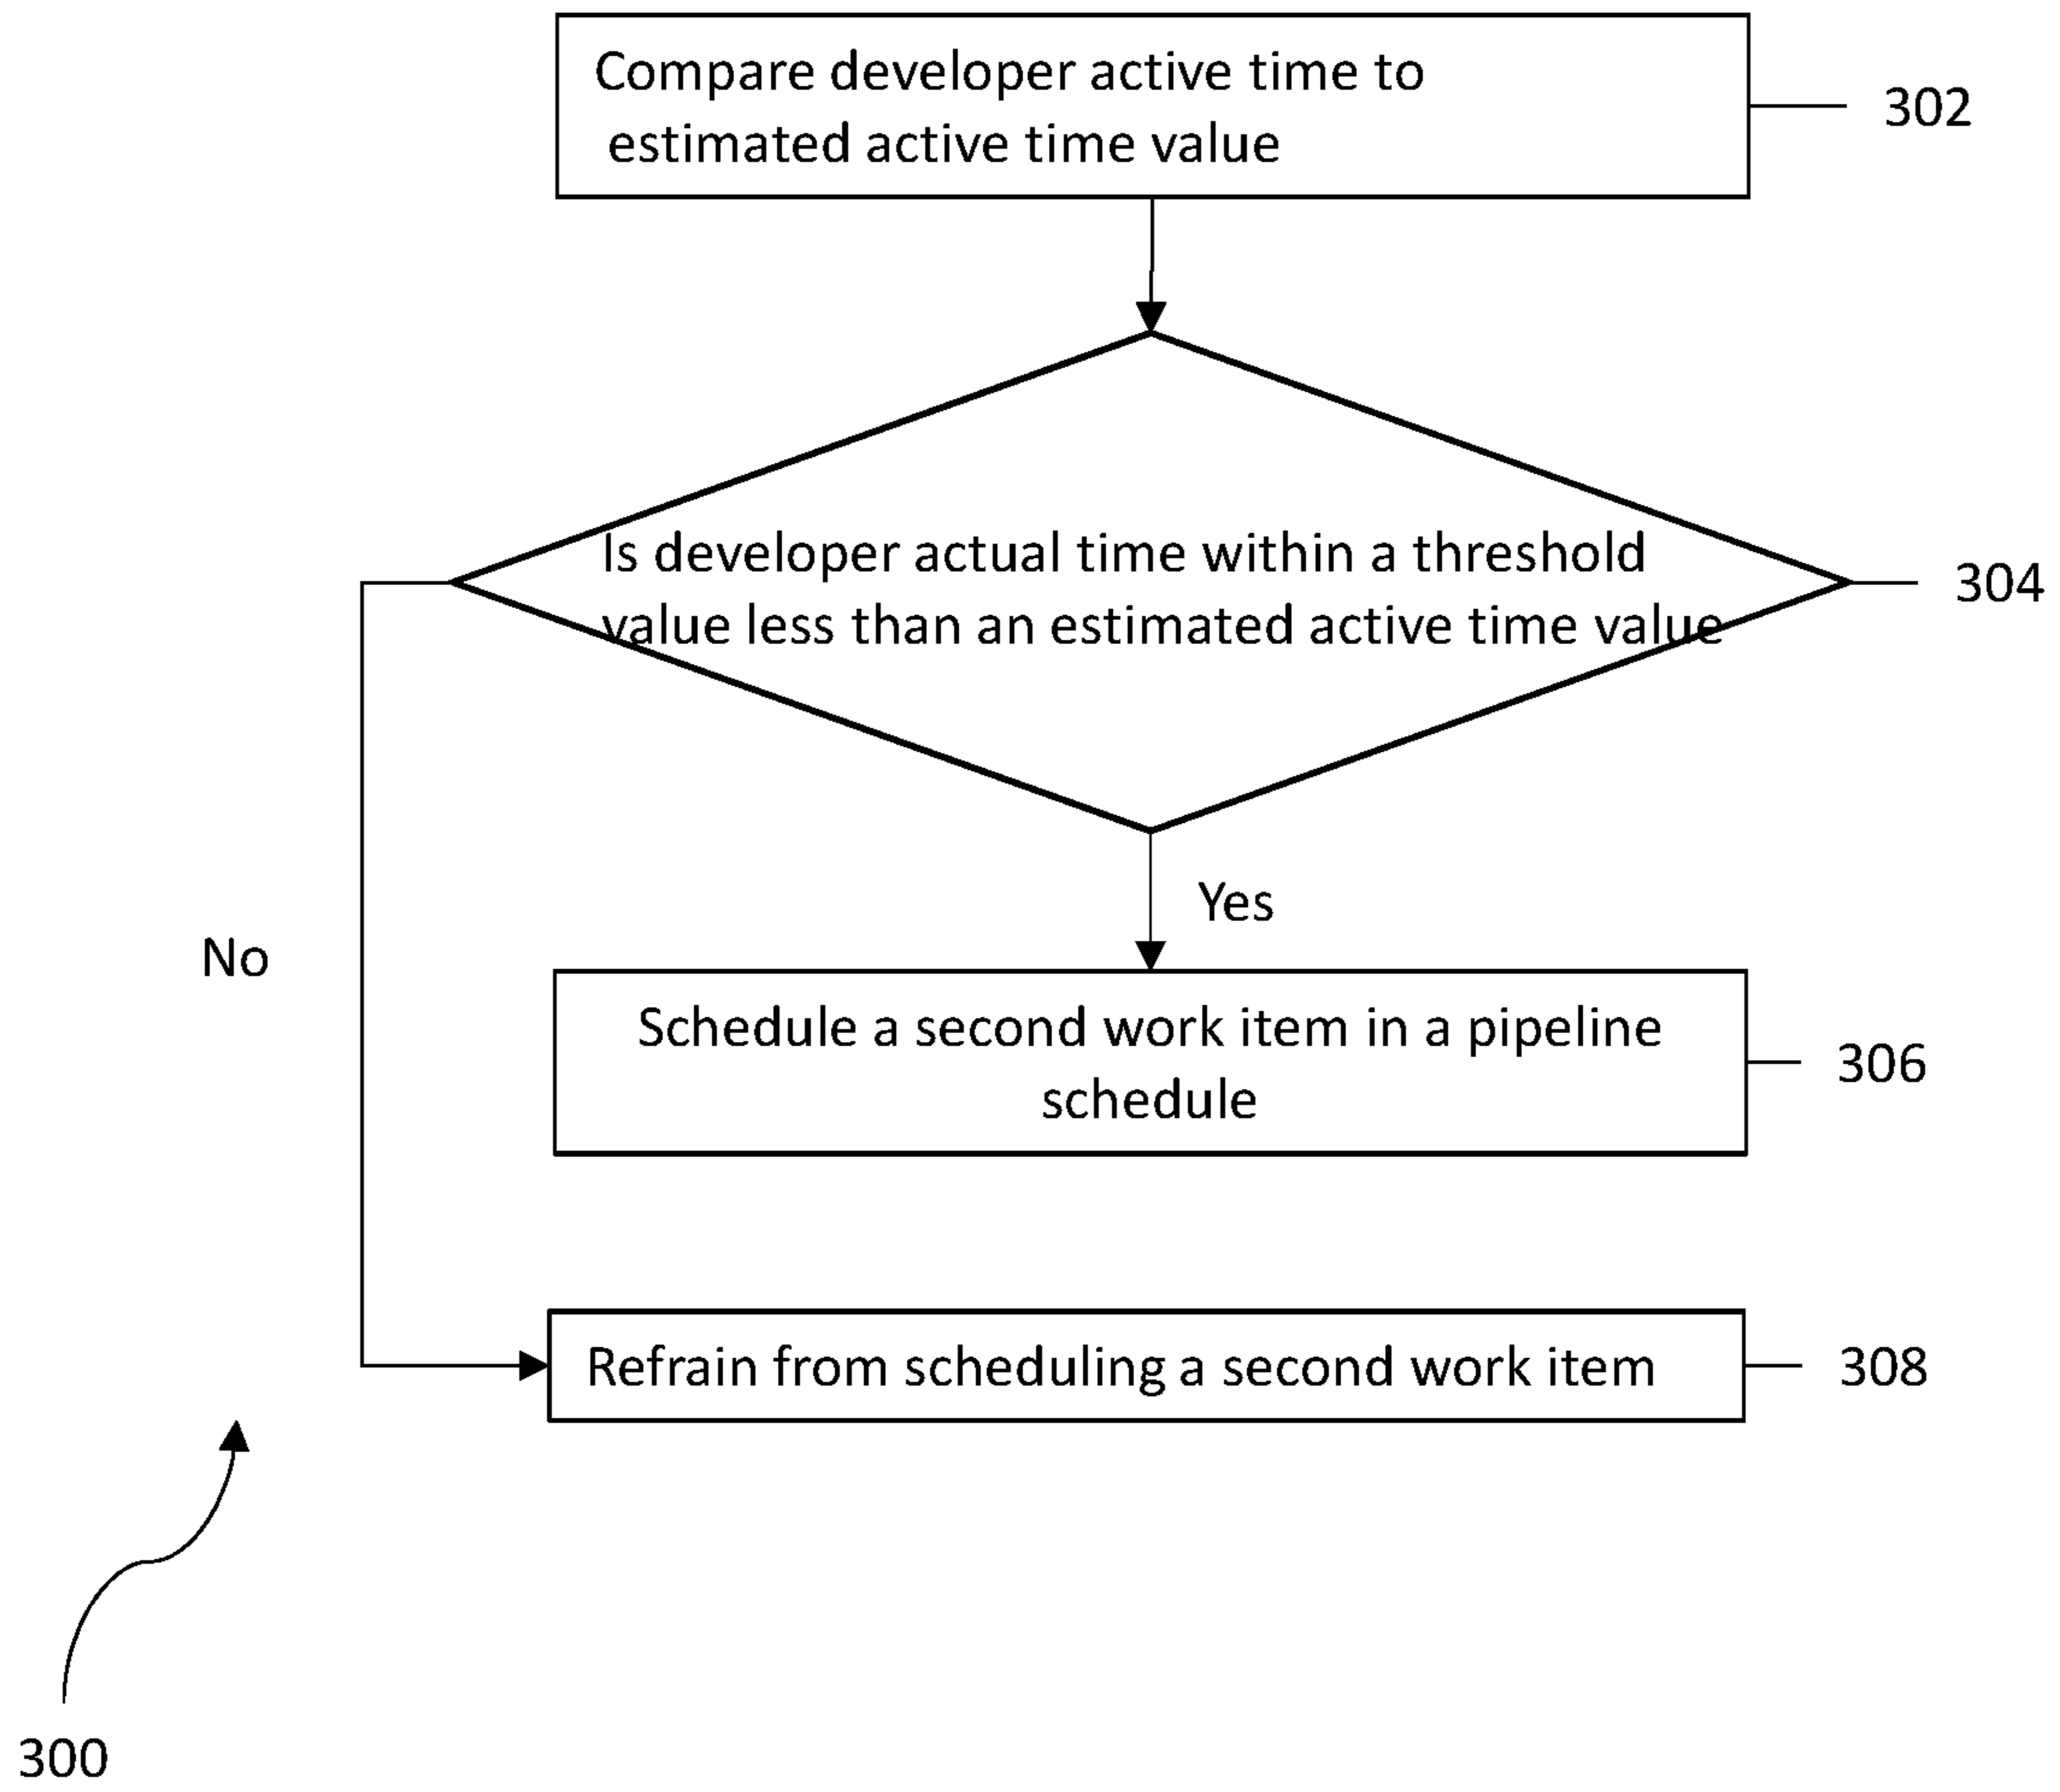 Compare developer active time to
estimated active time value
302
Is developer actual time within a threshold
value less than an estimated active time value
304
Yes
No
Schedule a second work item in a pipeline
schedule
306
Refrain from scheduling a second work item
308
300